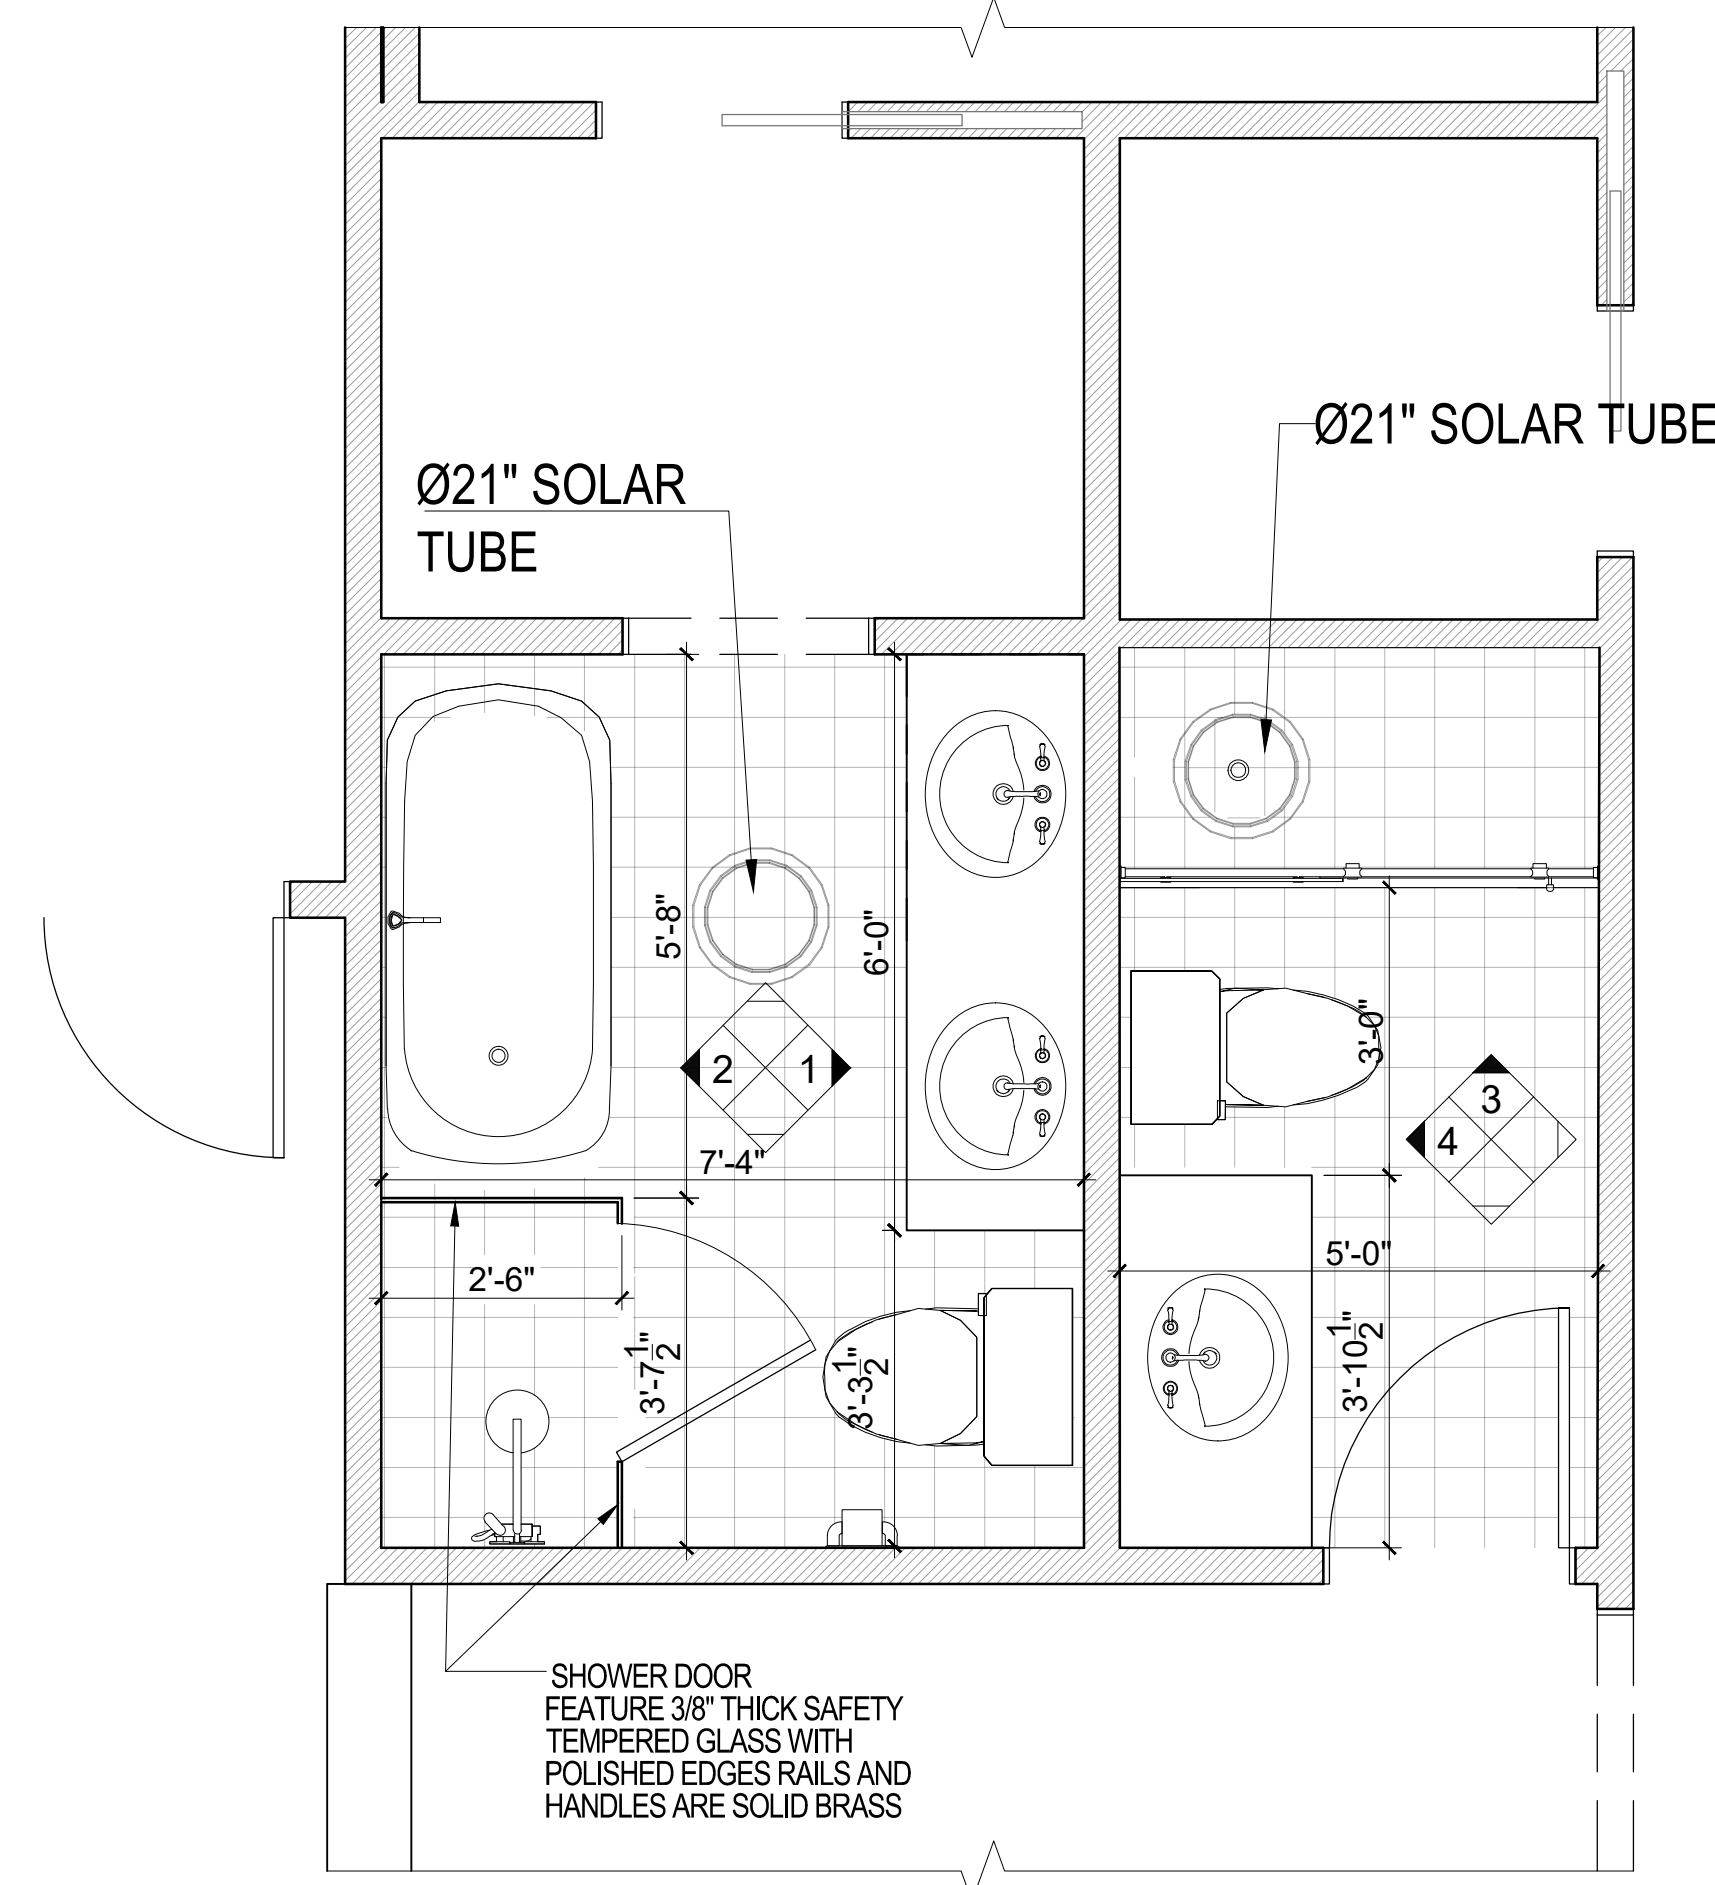 Ø21" SOLAR TUBE
Ø21" SOLAR
TUBE
5'-8"
6'-0"
3'-0"
2
1
3
4
7'-4"
5'-0"
2'-6"
3'-7 1/2"
3'-3 1/2"
3'-10 1/2"
SHOWER DOOR
FEATURE 3/8" THICK SAFETY
TEMPERED GLASS WITH
POLISHED EDGES RAILS AND
HANDLES ARE SOLID BRASS